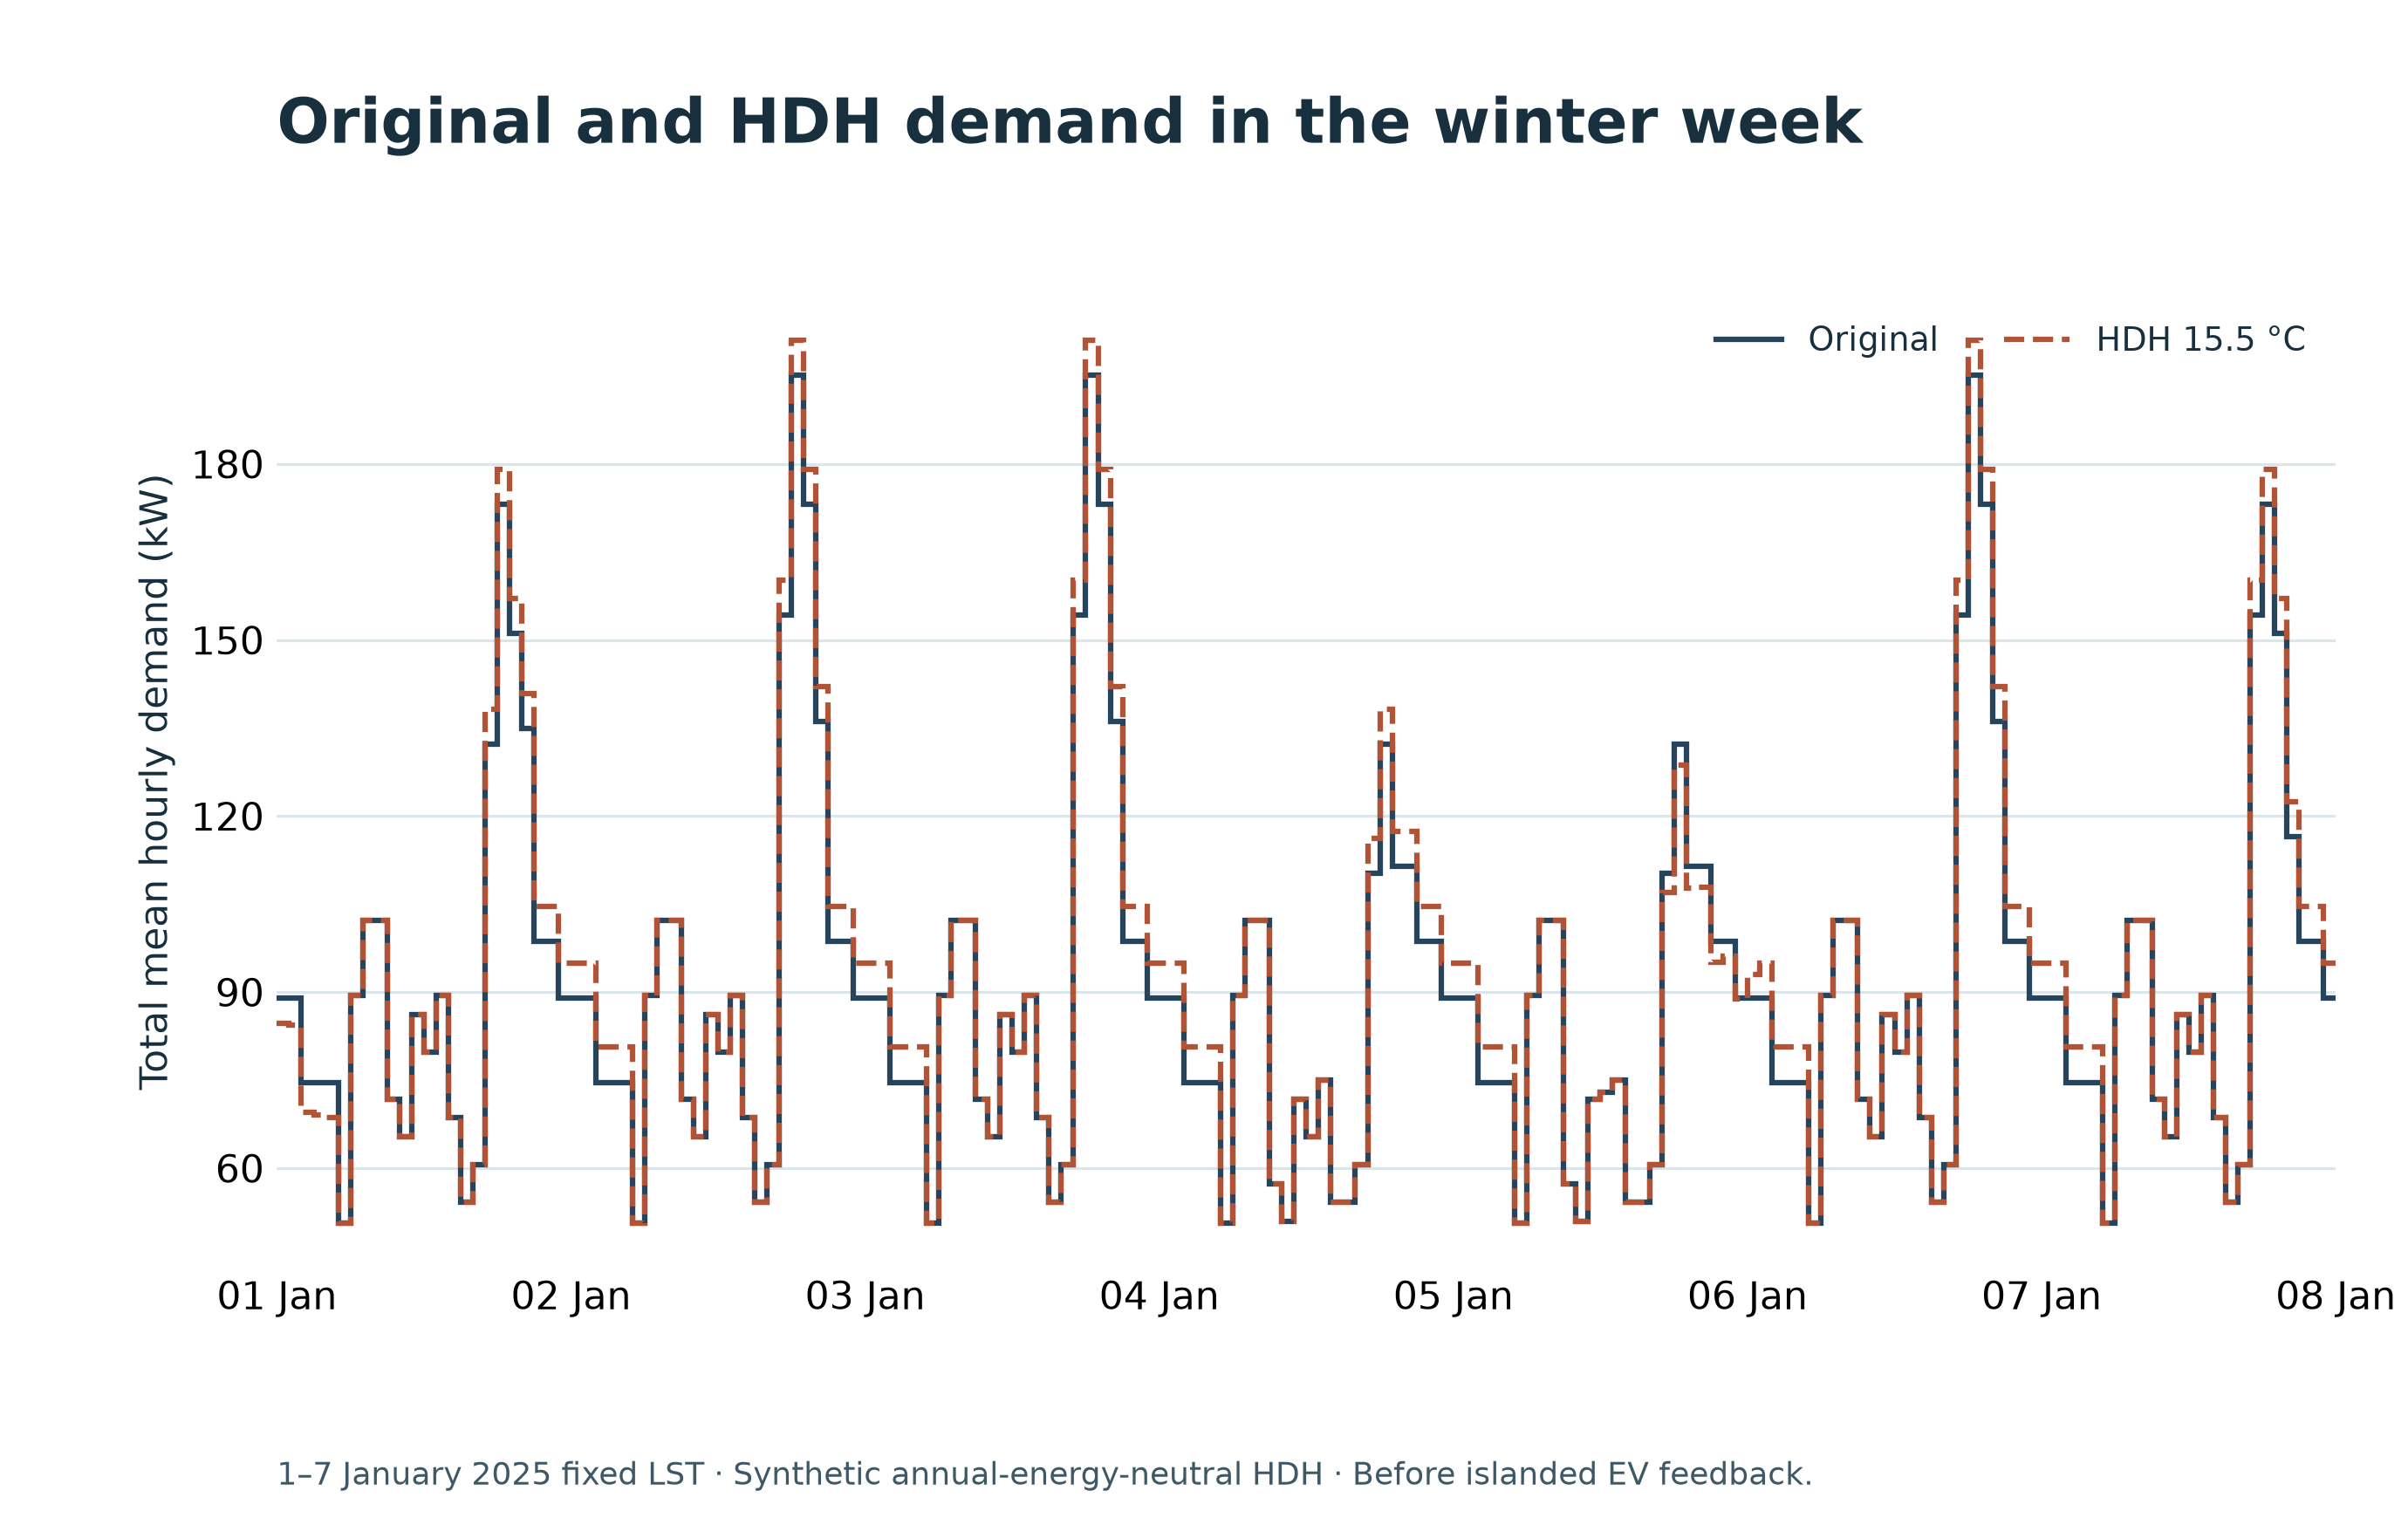 Original and HDH demand in the winter week
Original
HDH 15.5 °C
Total mean hourly demand (kW)
180
150
120
90
60
01 Jan
02 Jan
03 Jan
04 Jan
05 Jan
06 Jan
07 Jan
08 Jan
1–7 January 2025 fixed LST · Synthetic annual-energy-neutral HDH · Before islanded EV feedback.